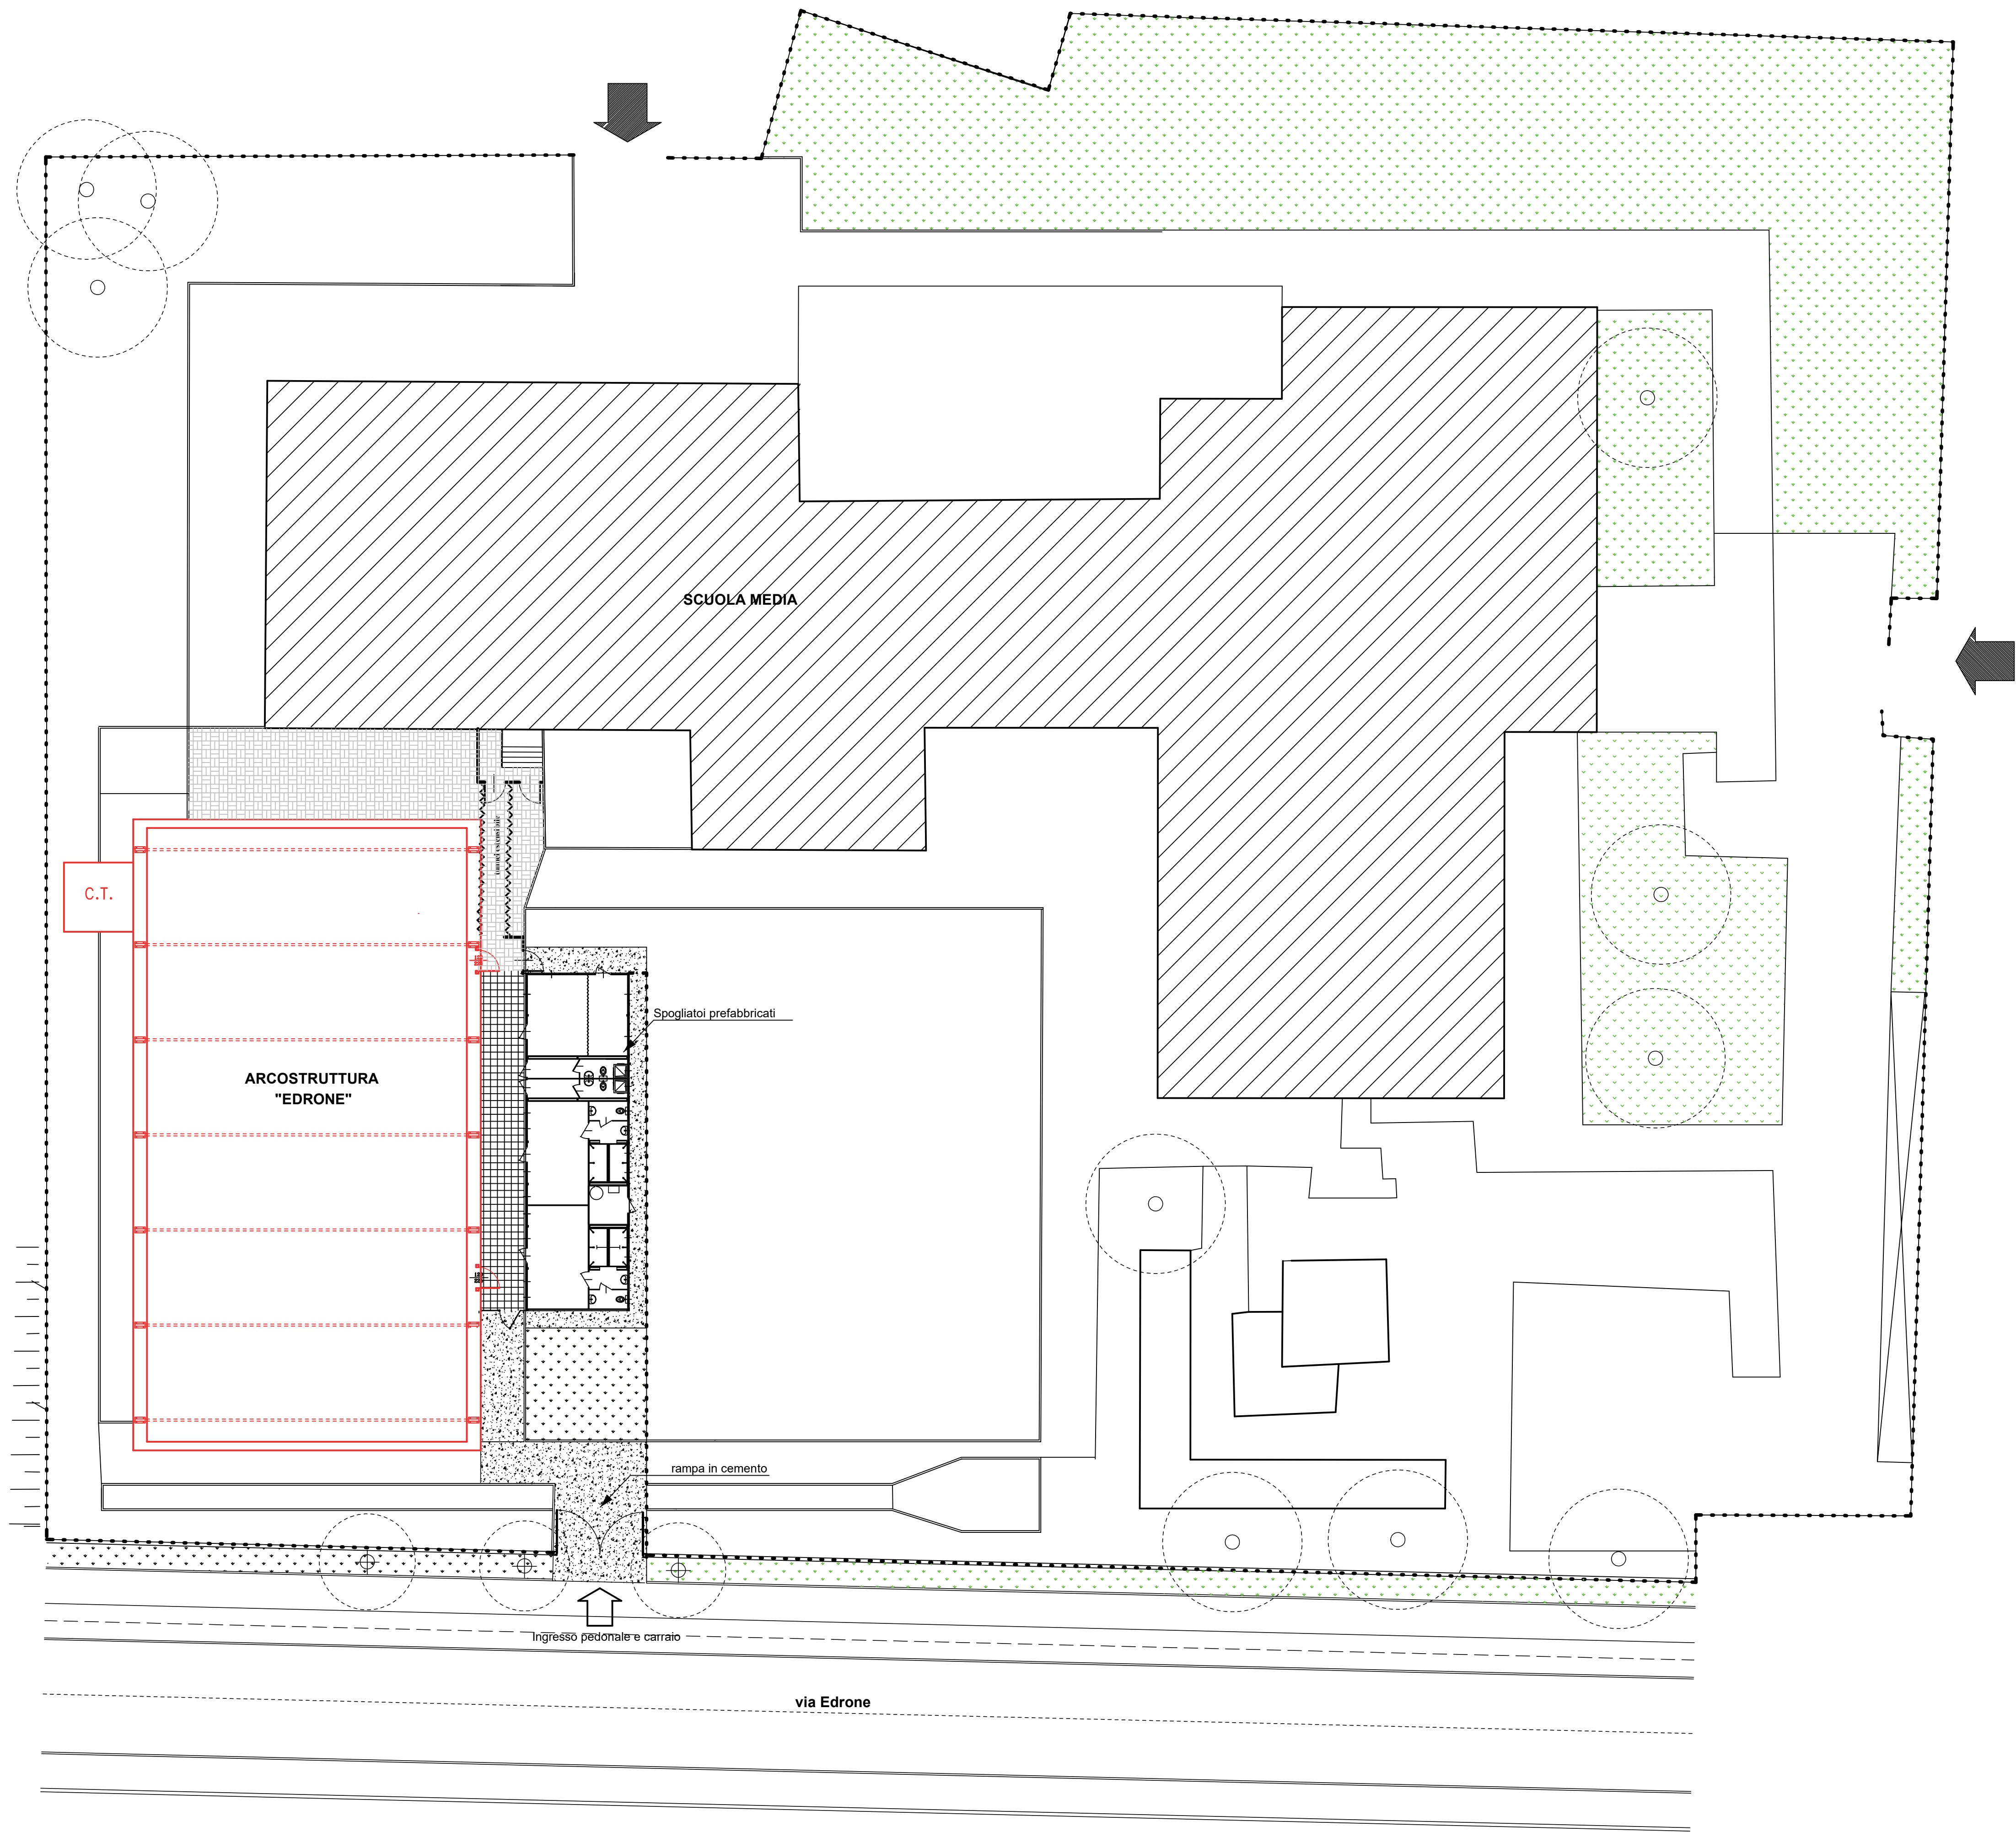 SCUOLA MEDIA
C.T.
Spogliatoi prefabbricati
ARCOSTRUTTURA
"EDRONE"
rampa in cemento
Ingresso pedonale e carraio
via Edrone